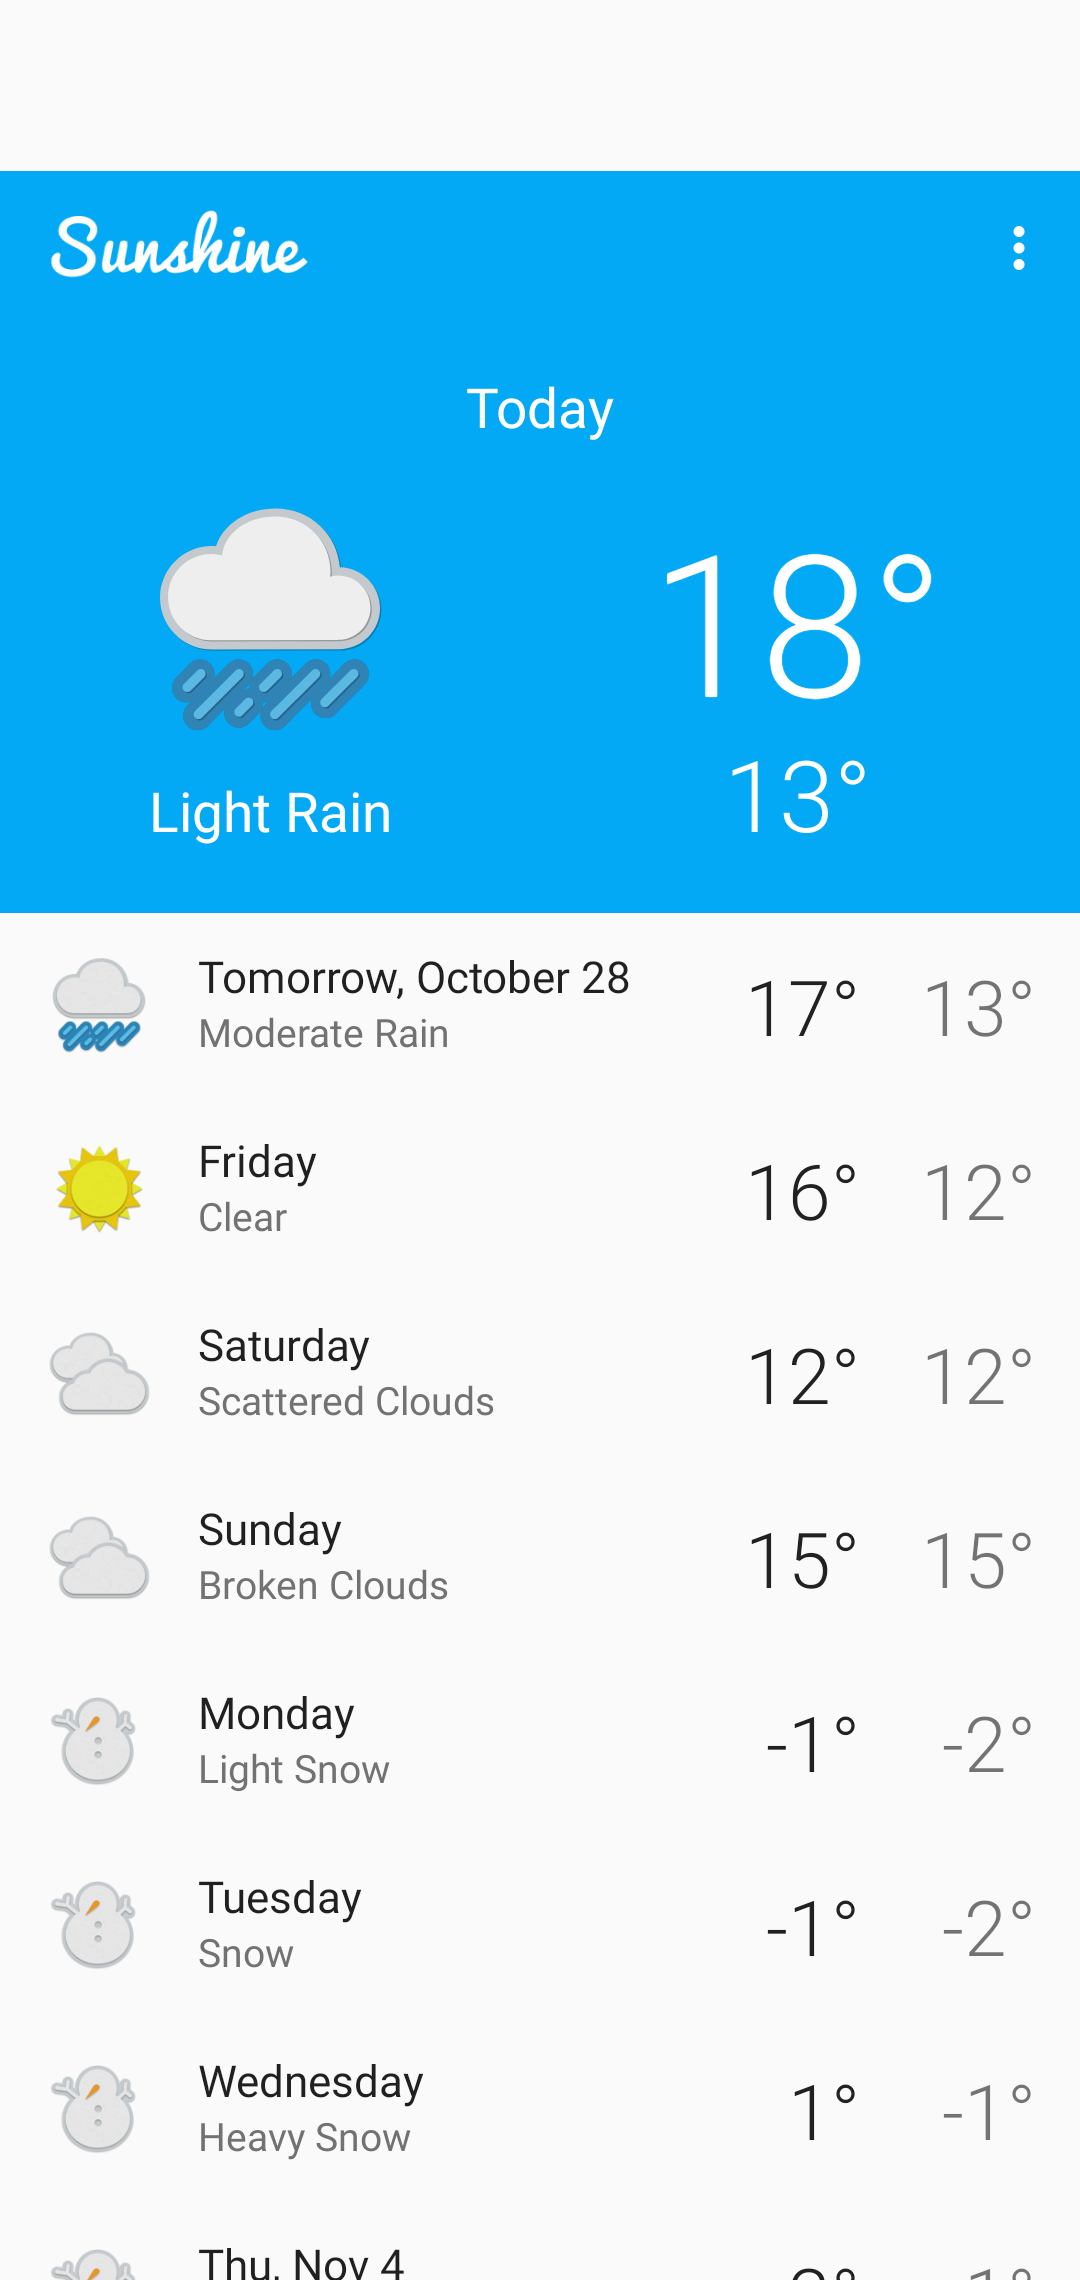 Sunshine
Today
18°
13°
Light Rain
Tomorrow, October 28
Moderate Rain
17° 13°
Friday
Clear
16° 12°
Saturday
Scattered Clouds
12° 12°
Sunday
Broken Clouds
15° 15°
Monday
Light Snow
-1° -2°
Tuesday
Snow
-1° -2°
Wednesday
Heavy Snow
1° -1°
Thu, Nov 4